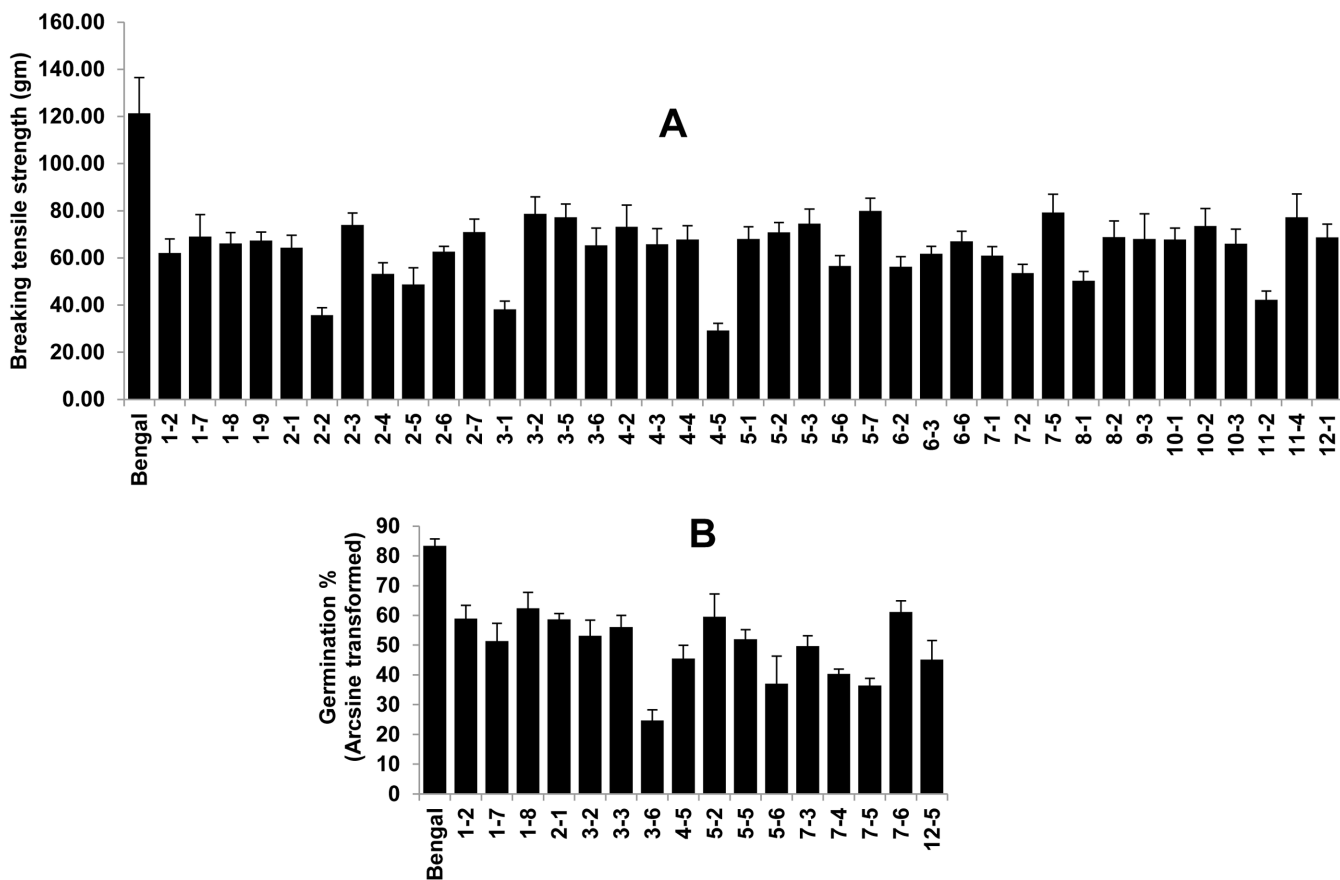 A
Breaking tensile strength (gm)
160.00
140.00
120.00
100.00
80.00
60.00
40.00
20.00
0.00
Bengal 1-2 1-7 1-8 1-9 2-1 2-2 2-3 2-4 2-5 2-6 2-7 3-1 3-2 3-5 3-6 4-2 4-3 4-4 4-5 5-1 5-2 5-3 5-6 5-7 6-2 6-3 6-6 7-1 7-2 7-5 8-1 8-2 9-3 10-1 10-2 10-3 11-2 11-4 12-1
B
Germination %
(Arcsine transformed)
90
80
70
60
50
40
30
20
10
0
Bengal 1-2 1-7 1-8 2-1 3-2 3-3 3-6 4-5 5-2 5-5 5-6 7-3 7-4 7-5 7-6 12-5